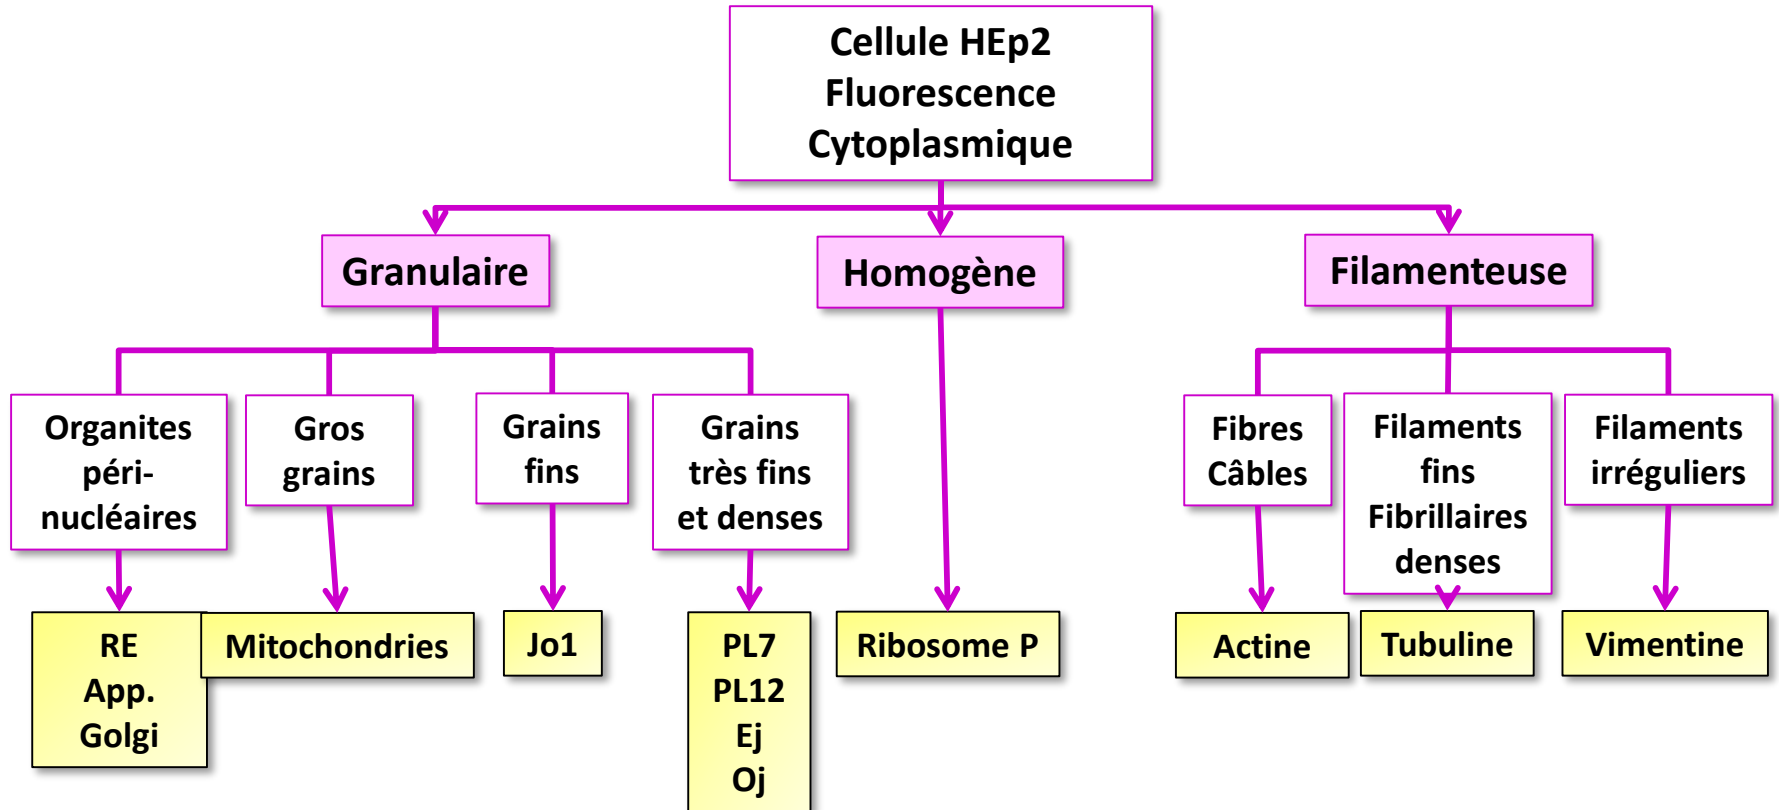 Cellule HEp2
Fluorescence
Cytoplasmique
Granulaire
Homogène
Filamenteuse
Organites
péri-
nucléaires
Gros
grains
Grains
fins
Grains
très fins
et denses
Fibres
Câbles
Filaments
fins
Fibrillaires
denses
Filaments
irréguliers
RE
App.
Golgi
Mitochondries
Jo1
PL7
PL12
Ej
Oj
Ribosome P
Actine
Tubuline
Vimentine